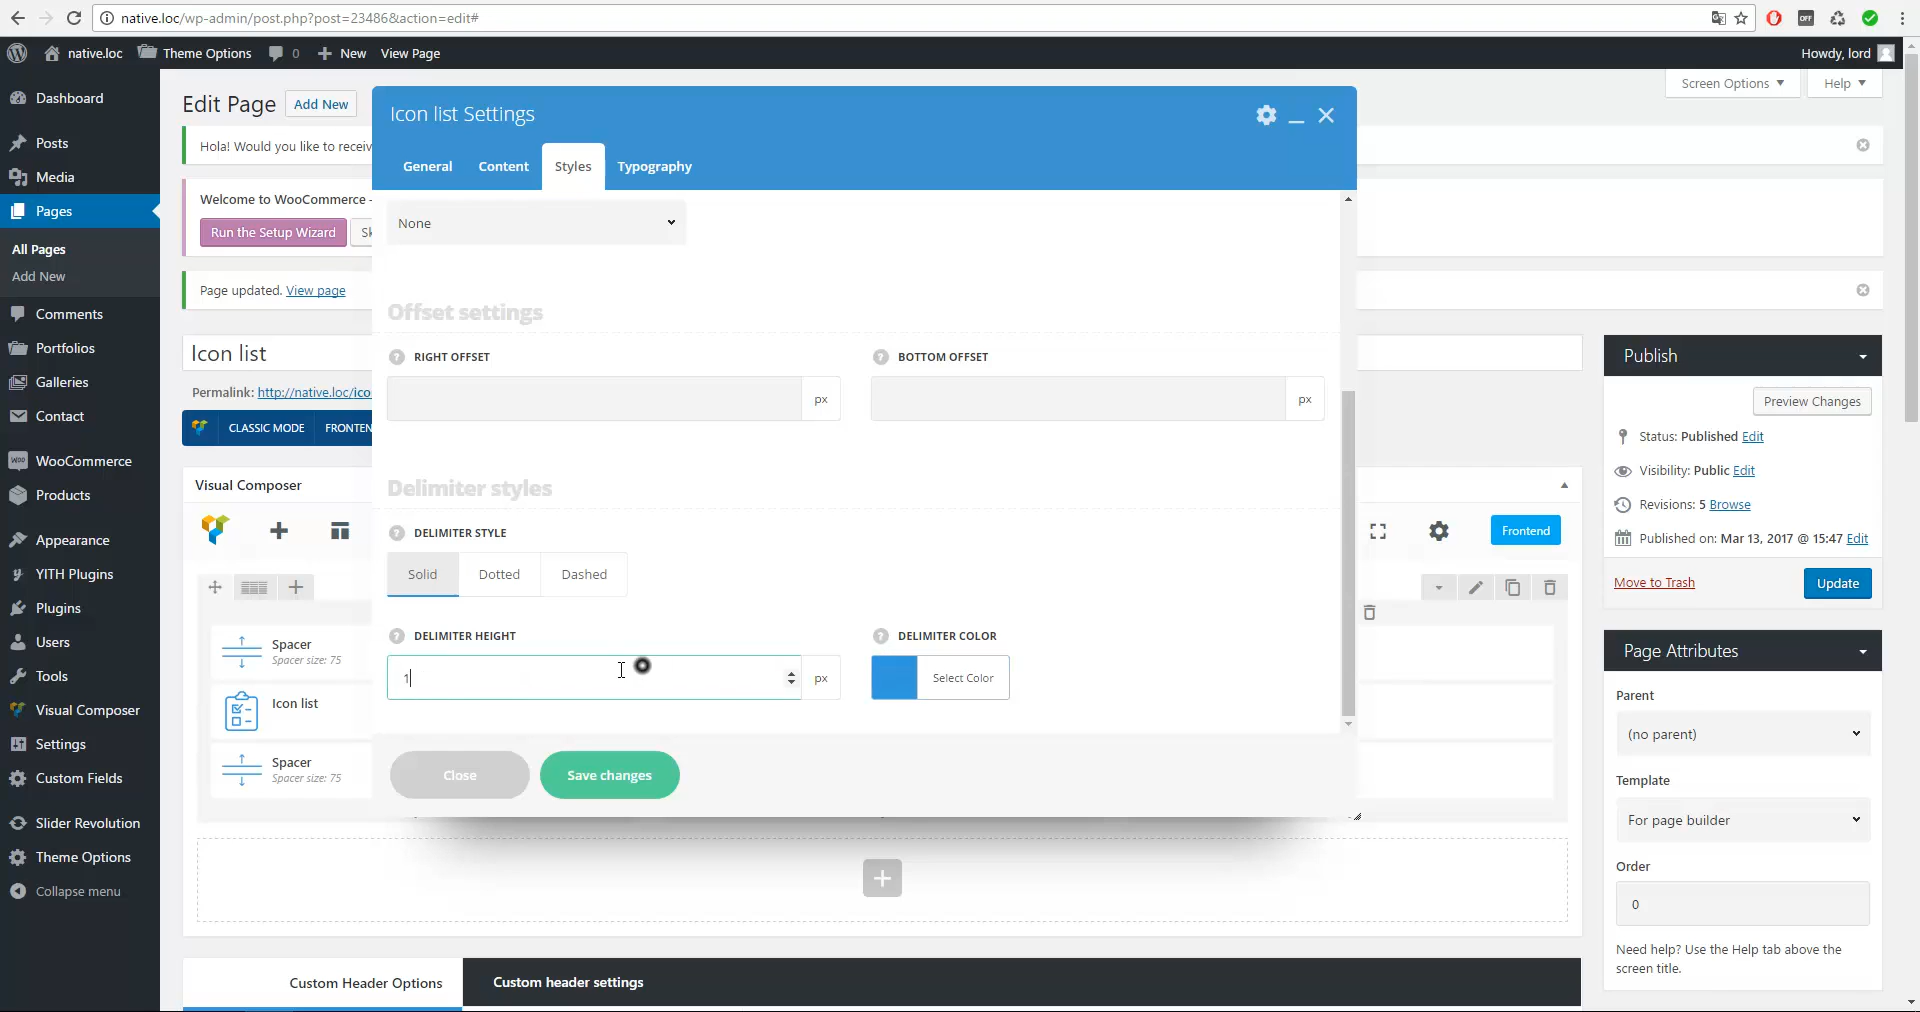 native.loc/wp-admin/post.php?post=23486&action=edit#
OFF
native.loc
Theme Options
0
New
View Page
Howdy, lord
Screen Options
Help
Dashboard
Posts
Media
Pages
All Pages
Add New
Comments
Portfolios
Galleries
Contact
WooCommerce
Products
Appearance
YITH Plugins
Plugins
Users
Tools
Visual Composer
Settings
Custom Fields
Slider Revolution
Theme Options
Collapse menu
Edit Page
Add New
Hola! Would you like to receiv
Welcome to WooCommerce -
Run the Setup Wizard
Sk
Page updated. View page
Icon list
Permalink: http://native.loc/ico
CLASSIC MODE
FRONTEN
Visual Composer
Frontend
Spacer
Spacer size: 75
Icon list
Spacer
Spacer size: 75
Icon list Settings
General
Content
Styles
Typography
None
Offset settings
RIGHT OFFSET
BOTTOM OFFSET
px
px
Delimiter styles
DELIMITER STYLE
Solid
Dotted
Dashed
DELIMITER HEIGHT
DELIMITER COLOR
1
px
Select Color
Close
Save changes
Custom Header Options
Custom header settings
Publish
Preview Changes
Status: Published Edit
Visibility: Public Edit
Revisions: 5 Browse
Published on: Mar 13, 2017 @ 15:47 Edit
Move to Trash
Update
Page Attributes
Parent
(no parent)
Template
For page builder
Order
0
Need help? Use the Help tab above the
screen title.